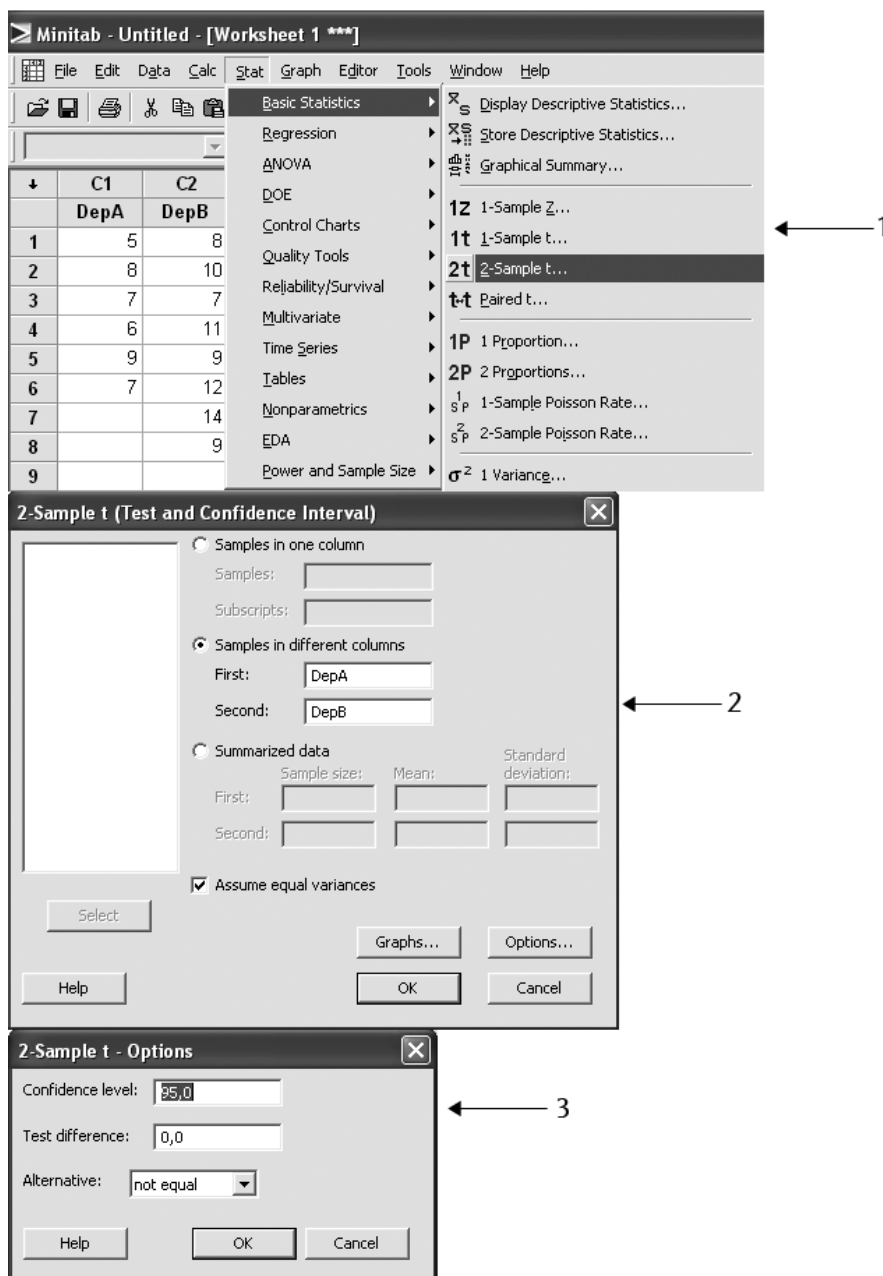 Minitab - Untitled - [Worksheet 1 ***]
File Edit Data Calc Stat Graph Editor Tools Window Help
Basic Statistics
Regression
ANOVA
DOE
Control Charts
Quality Tools
Reliability/Survival
Multivariate
Time Series
Tables
Nonparametrics
EDA
Power and Sample Size
Display Descriptive Statistics...
Store Descriptive Statistics...
Graphical Summary...
1Z 1-Sample Z...
1t 1-Sample t...
2t 2-Sample t...
t-t Paired t...
1P 1 Proportion...
2P 2 Proportions...
1-Sample Poisson Rate...
2-Sample Poisson Rate...
σ² 1 Variance...
C1 C2
DepA DepB
1 5 8
2 8 10
3 7 7
4 6 11
5 9 9
6 7 12
7 14
8 9
9
1
2-Sample t (Test and Confidence Interval)
Samples in one column
Samples:
Subscripts:
Samples in different columns
First: DepA
Second: DepB
Summarized data
Sample size: Mean: Standard deviation:
First:
Second:
Assume equal variances
Select
Graphs... Options...
Help OK Cancel
2
2-Sample t - Options
Confidence level: 95,0
Test difference: 0,0
Alternative: not equal
Help OK Cancel
3